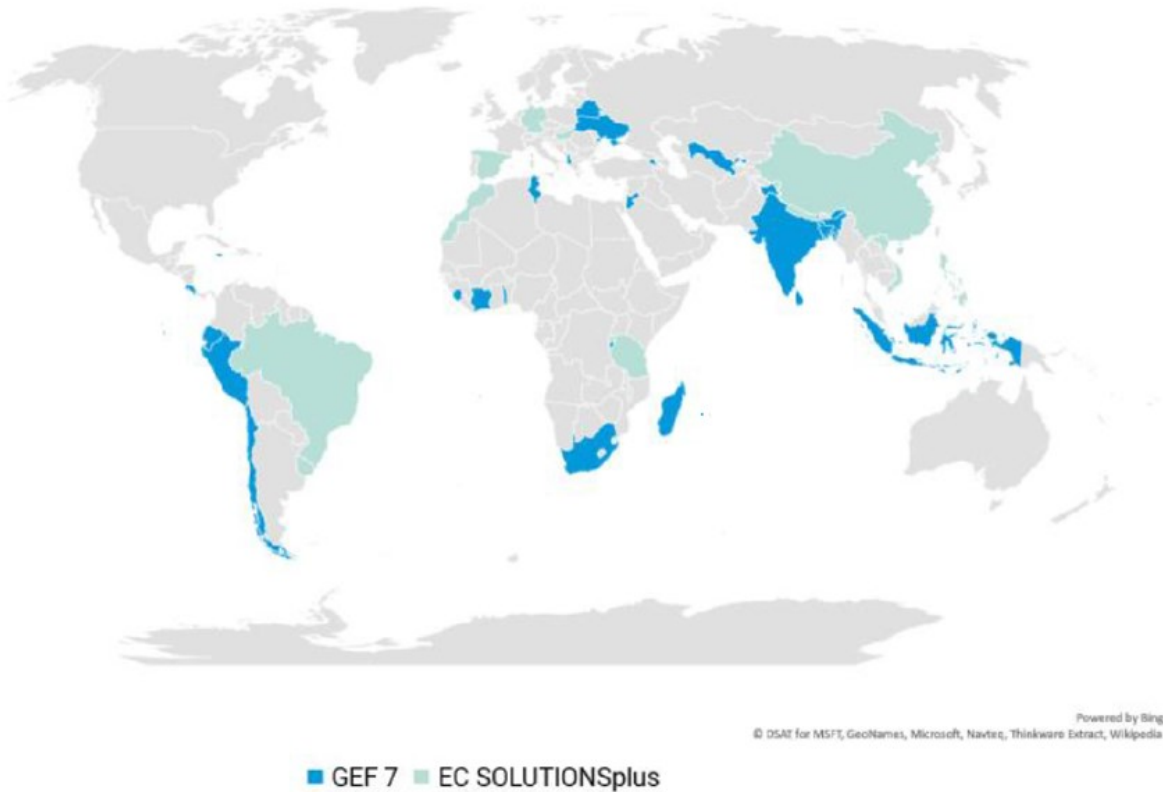 Powered by Bing
© DSAT for MSFT, GeoNames, Microsoft, Navteq, Thinkware Extract, Wikipedia
GEF 7 EC SOLUTIONSplus